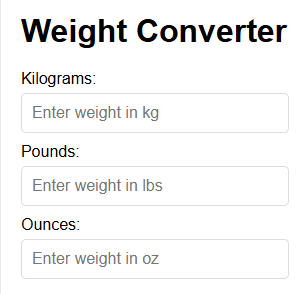 Weight Converter
Kilograms:
Enter weight in kg
Pounds:
Enter weight in lbs
Ounces:
Enter weight in oz